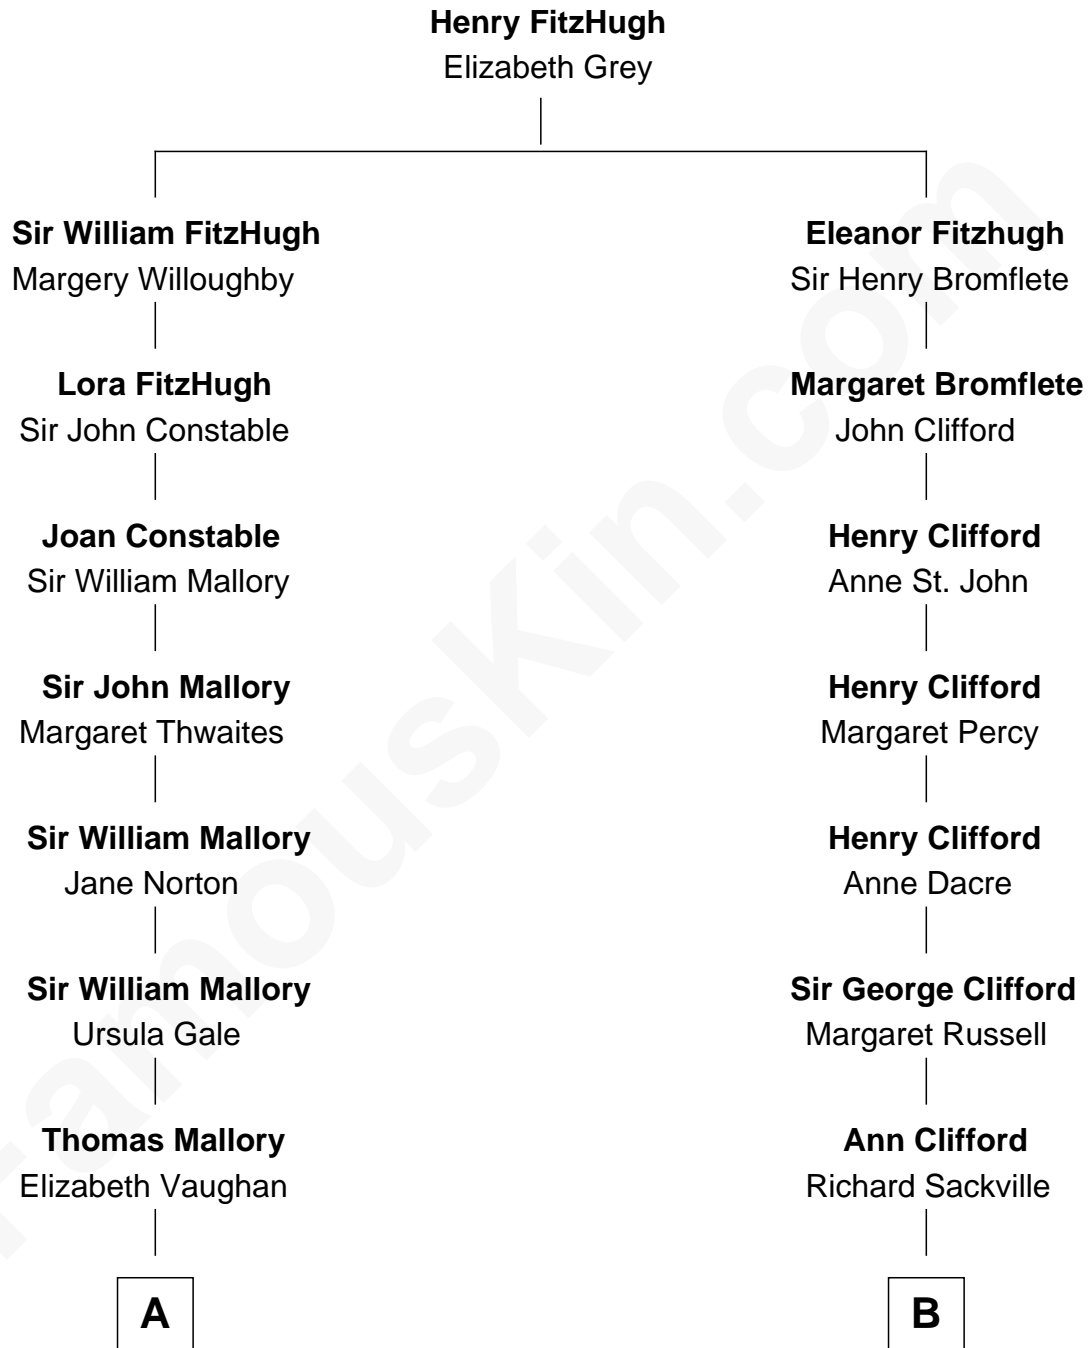 Henry FitzHugh
Elizabeth Grey
Sir William FitzHugh
Margery Willoughby
Lora FitzHugh
Sir John Constable
Joan Constable
Sir William Mallory
Sir John Mallory
Margaret Thwaites
Sir William Mallory
Jane Norton
Sir William Mallory
Ursula Gale
Thomas Mallory
Elizabeth Vaughan
A
Eleanor Fitzhugh
Sir Henry Bromflete
Margaret Bromflete
John Clifford
Henry Clifford
Anne St. John
Henry Clifford
Margaret Percy
Henry Clifford
Anne Dacre
Sir George Clifford
Margaret Russell
Ann Clifford
Richard Sackville
B
FamousKin.com